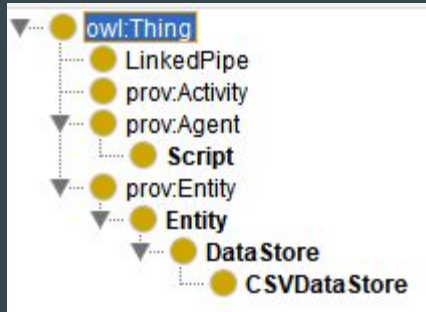 owl:Thing
LinkedPipe
prov:Activity
prov:Agent
Script
prov:Entity
Entity
DataStore
CSVDataStore